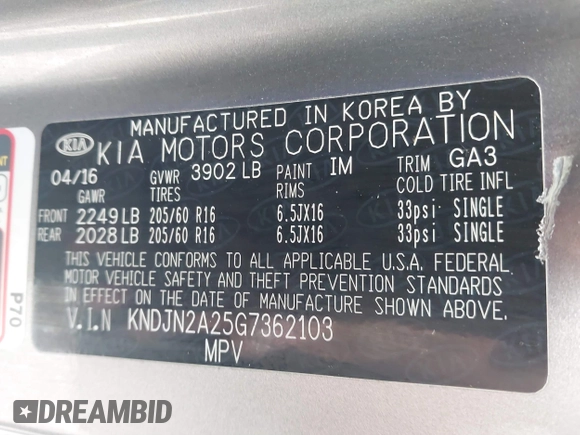 MANUFACTURED IN KOREA BY
KIA KIA MOTORS CORPORATION
04/16 GVWR 3902 LB PAINT IM TRIM GA3
GAWR TIRES RIMS COLD TIRE INFL
FRONT 2249 LB 205/60 R16 6.5JX16 33psi SINGLE
REAR 2028 LB 205/60 R16 6.5JX16 33psi SINGLE
THIS VEHICLE CONFORMS TO ALL APPLICABLE U.S.A. FEDERAL
MOTOR VEHICLE SAFETY AND THEFT PREVENTION STANDARDS
IN EFFECT ON THE DATE OF MANUFACTURE SHOWN ABOVE.
V.I.N KNDJN2A25G7362103
MPV
P70
DREAMBID